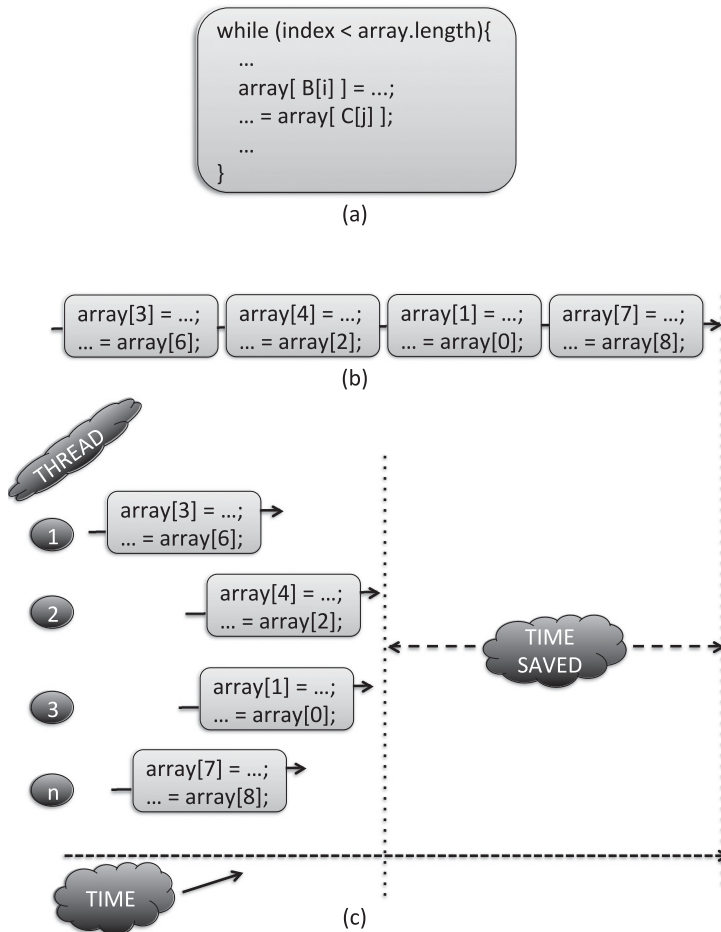 while (index < array.length){
...
array[ B[i] ] = ...;
... = array[ C[j] ];
...
}
(a)
array[3] = ...;
... = array[6];
array[4] = ...;
... = array[2];
array[1] = ...;
... = array[0];
array[7] = ...;
... = array[8];
(b)
THREAD
1
array[3] = ...;
... = array[6];
2
array[4] = ...;
... = array[2];
TIME
SAVED
3
array[1] = ...;
... = array[0];
n
array[7] = ...;
... = array[8];
TIME
(c)